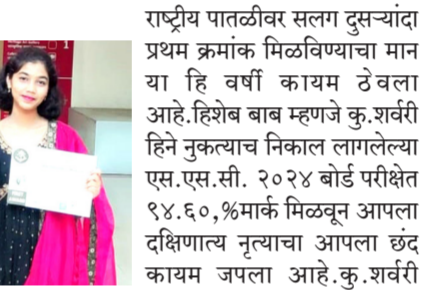 राष्ट्रीय पातळीवर सलग दुसऱ्यांदा
प्रथम क्रमांक मिळविण्याचा मान
या हि वर्षी कायम ठेवला
आहे.हिशेब बाब म्हणजे कु.शर्वरी
हिने नुकत्याच निकाल लागलेल्या
एस.एस.सी. २०२४ बोर्ड परीक्षेत
९४.६०,%मार्क मिळवून आपला
दक्षिणात्य नृत्याचा आपला छंद
कायम जपला आहे.कु.शर्वरी